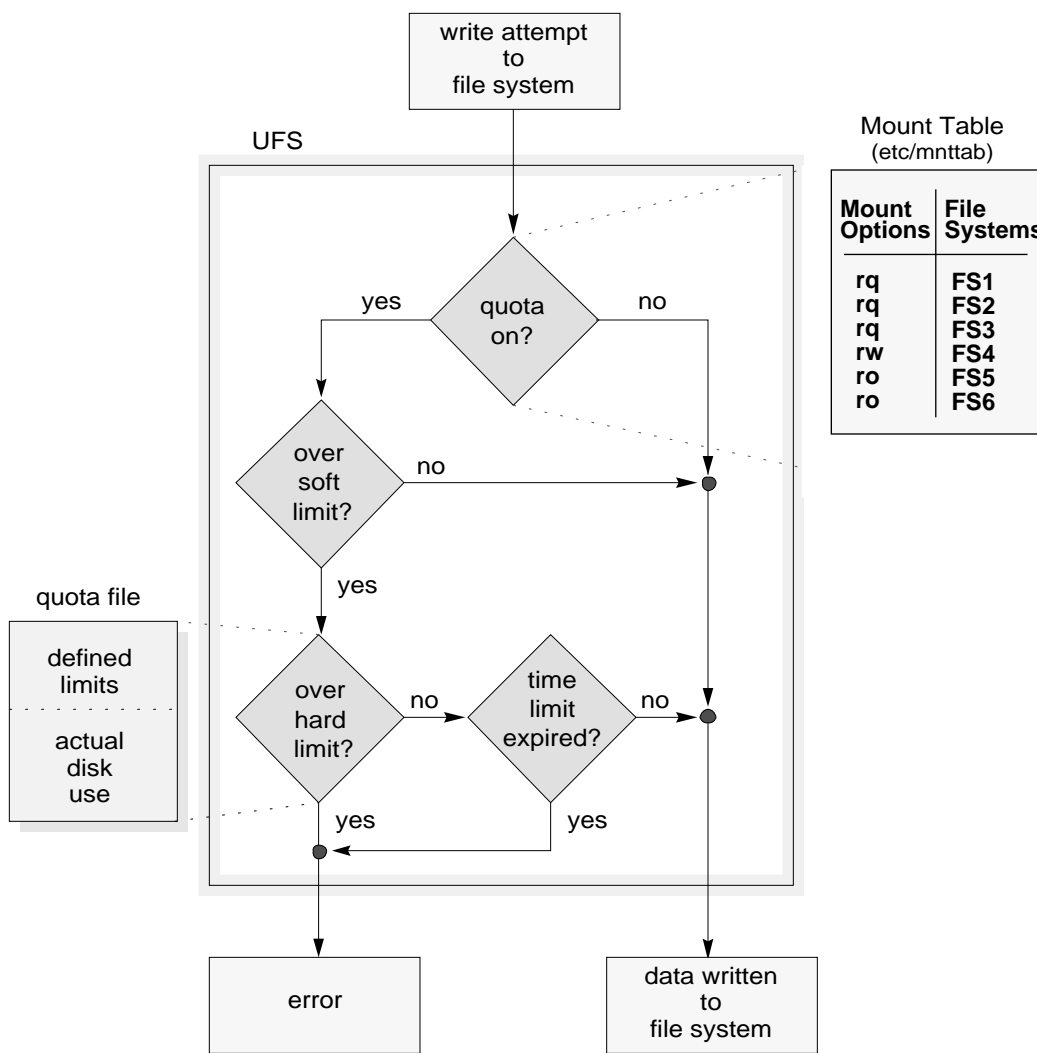 write attempt
to
file system
UFS
Mount Table
(etc/mnttab)
Mount File
Options Systems
rq FS1
rq FS2
rq FS3
rw FS4
ro FS5
ro FS6
quota
on?
yes
no
over
soft
limit?
no
yes
quota file
defined
limits
actual
disk
use
over
hard
limit?
no
time
limit
expired?
no
yes
yes
error
data written
to
file system